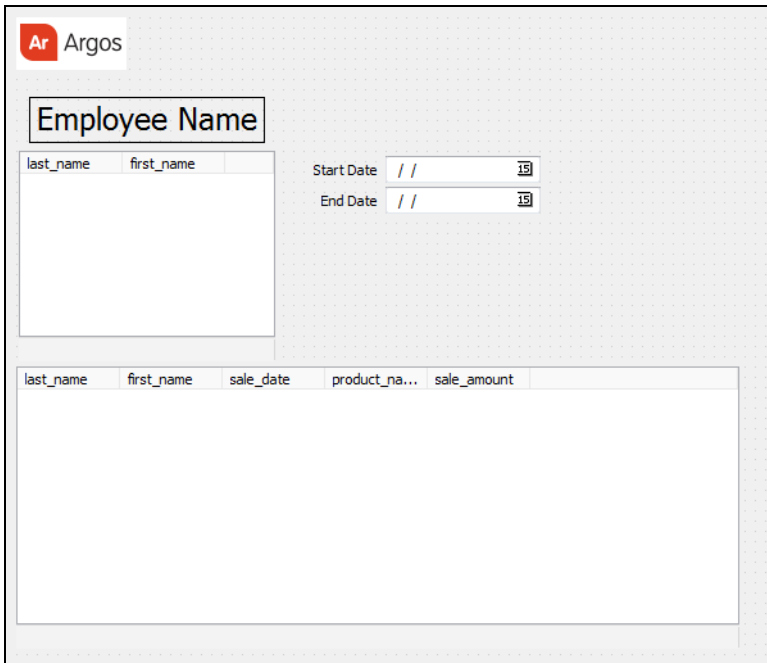 Ar Argos
Employee Name
last_name first_name
Start Date / / 15
End Date / / 15
last_name first_name sale_date product_na... sale_amount